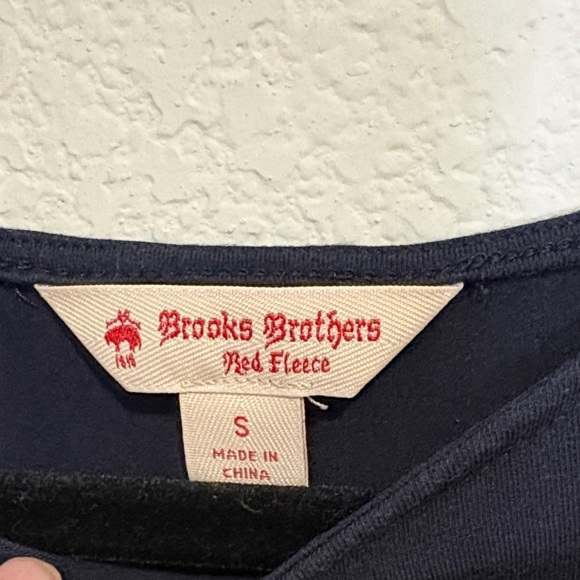 Brooks Brothers
Red Fleece
1818
S
MADE IN
CHINA